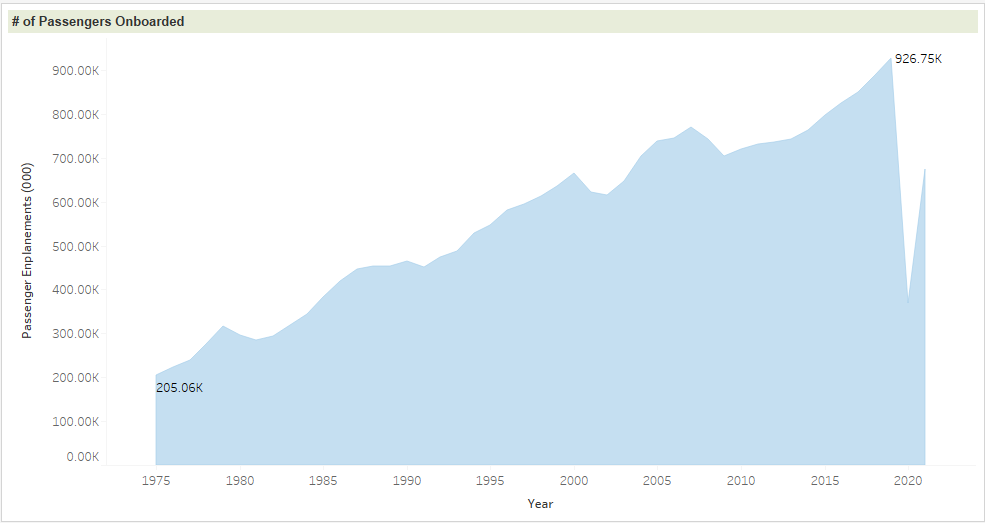 # of Passengers Onboarded
926.75K
900.00K
800.00K
700.00K
600.00K
500.00K
400.00K
300.00K
200.00K
100.00K
0.00K
Passenger Enplanements (000)
205.06K
1975 1980 1985 1990 1995 2000 2005 2010 2015 2020
Year